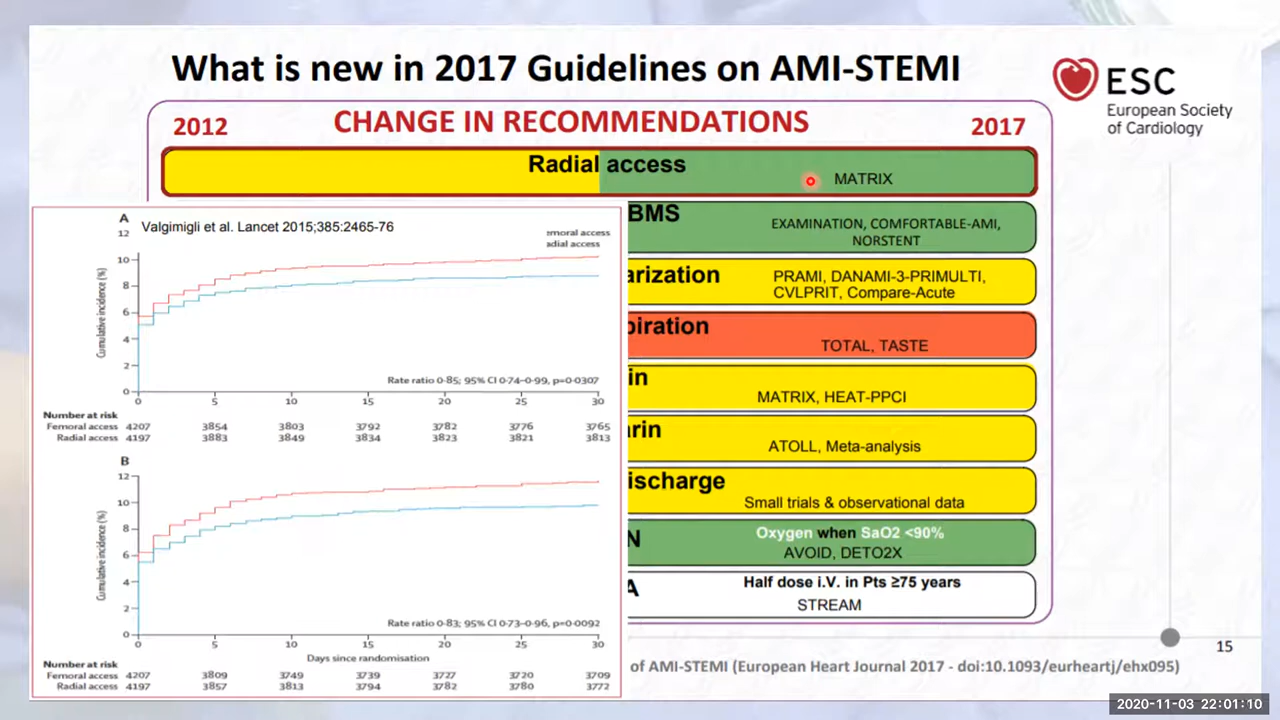 What is new in 2017 Guidelines on AMI-STEMI
ESC
European Society
of Cardiology
2012
CHANGE IN RECOMMENDATIONS
2017
Radial access
MATRIX
BMS
EXAMINATION, COMFORTABLE-AMI,
NORSTENT
arization
PRAMI, DANAMI-3-PRIMULTI,
CVLPRIT, Compare-Acute
piration
TOTAL, TASTE
in
MATRIX, HEAT-PPCI
arin
ATOLL, Meta-analysis
ischarge
Small trials & observational data
N
Oxygen when SaO2 <90%
AVOID, DETO2X
A
Half dose i.V. in Pts ≥75 years
STREAM
A
Valgimigli et al. Lancet 2015;385:2465-76
emoral access
adial access
Cumulative incidence (%)
12
10
8
6
4
2
0
Rate ratio 0·85; 95% CI 0·74–0·99, p=0·0307
0 5 10 15 20 25 30
Number at risk
Femoral access 4207 3854 3803 3792 3782 3776 3765
Radial access 4197 3883 3849 3834 3823 3821 3813
B
Cumulative incidence (%)
12
10
8
6
4
2
0
Rate ratio 0·83; 95% CI 0·73–0·96, p=0·0092
0 5 10 15 20 25 30
Days since randomisation
Number at risk
Femoral access 4207 3809 3749 3739 3727 3720 3709
Radial access 4197 3857 3813 3794 3782 3780 3772
of AMI-STEMI (European Heart Journal 2017 - doi:10.1093/eurheartj/ehx095)
15
2020-11-03 22:01:10